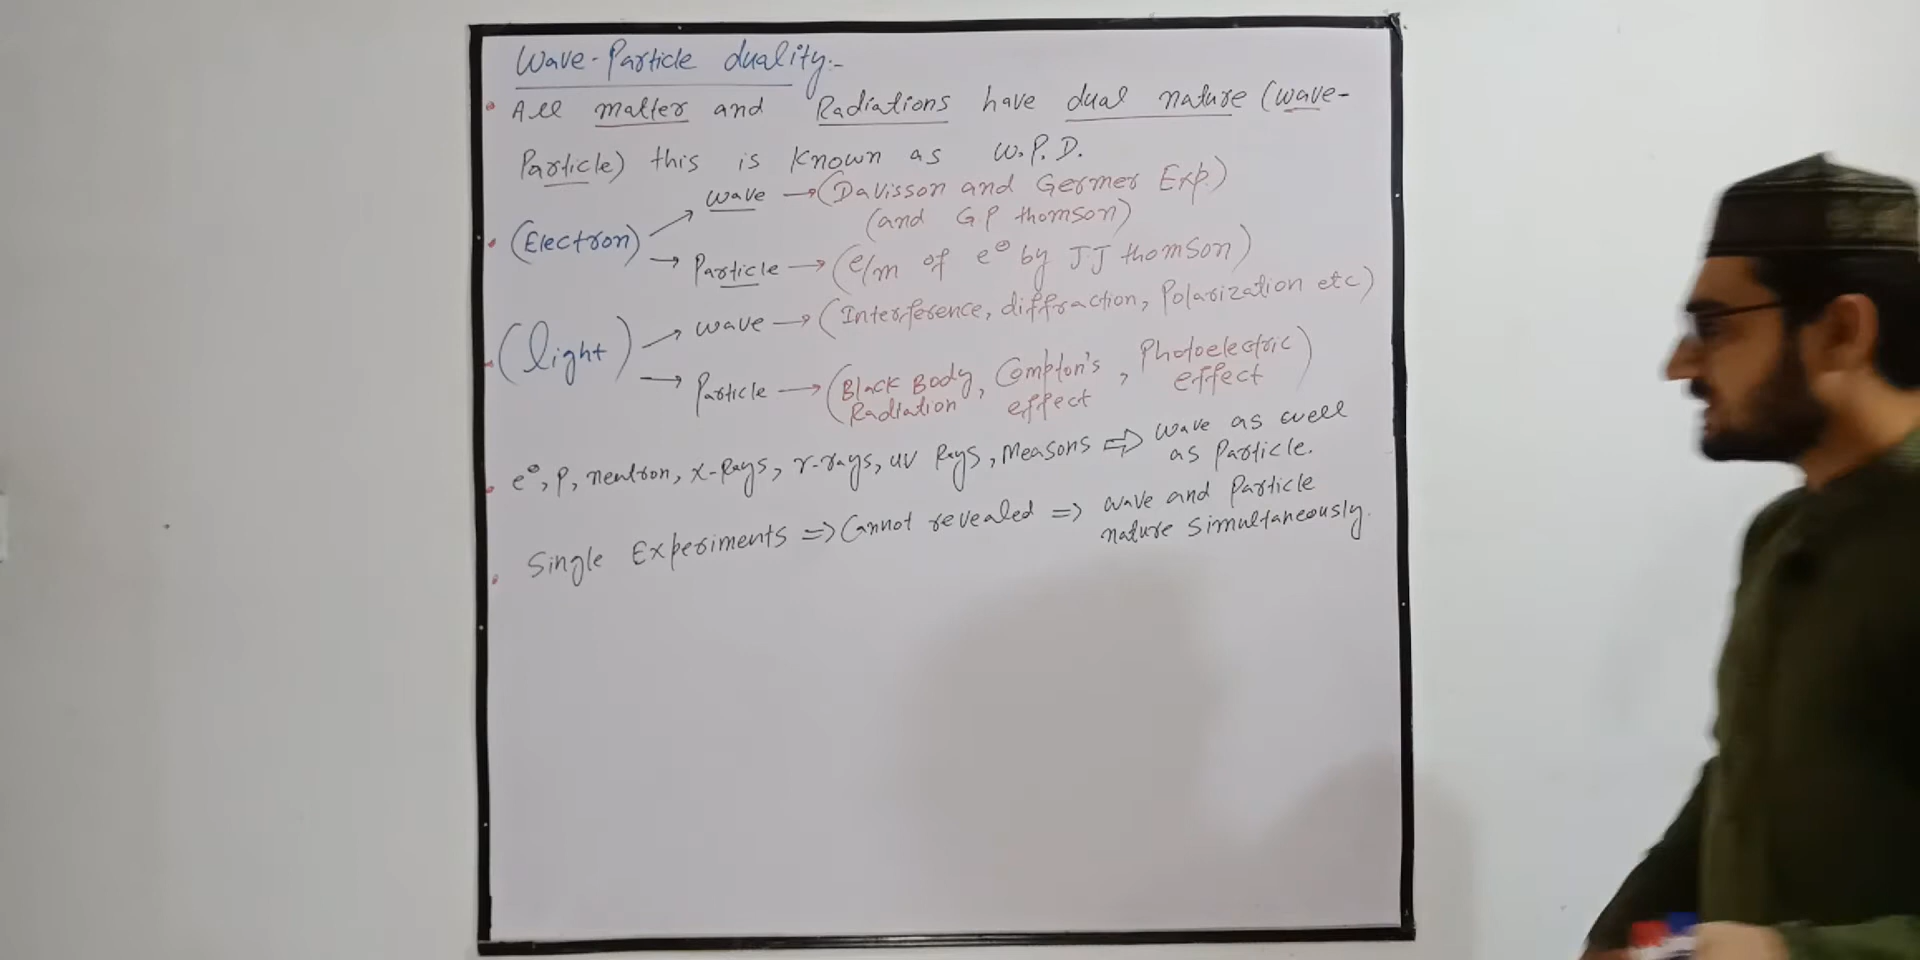 Wave-Particle duality:-
All matter and Radiations have dual nature (wave-
Particle) this is known as W.P.D.
(Electron) → wave → (Davisson and Germer Exp.)
(and G P thomson)
→ Particle → (e/m of e⊖ by J J thomson)
(light) → wave → (Interference, diffraction, Polarization etc)
→ Particle → (Black Body Radiation, Compton's effect, Photoelectric effect)
e⊖, P, neutron, x-Rays, γ-rays, UV Rays, Measons ⇒ wave as well
as Particle.
Single Experiments ⇒ Cannot revealed ⇒ wave and Particle
nature simultaneously.